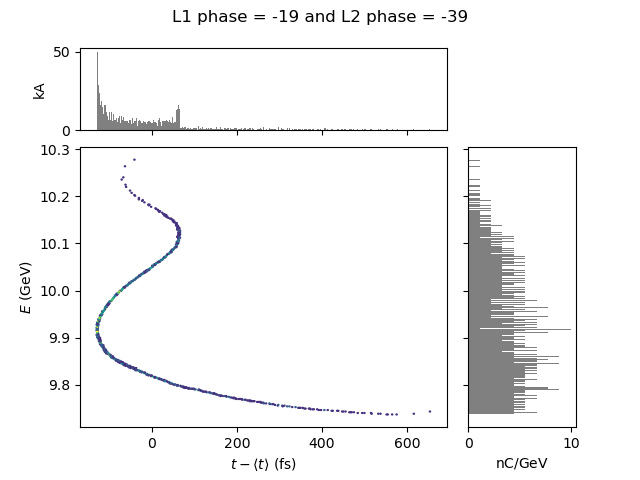 L1 phase = -19 and L2 phase = -39
50
0
kA
10.3
10.2
10.1
10.0
9.9
9.8
E (GeV)
0
200
400
600
t − ⟨t⟩ (fs)
0
10
nC/GeV